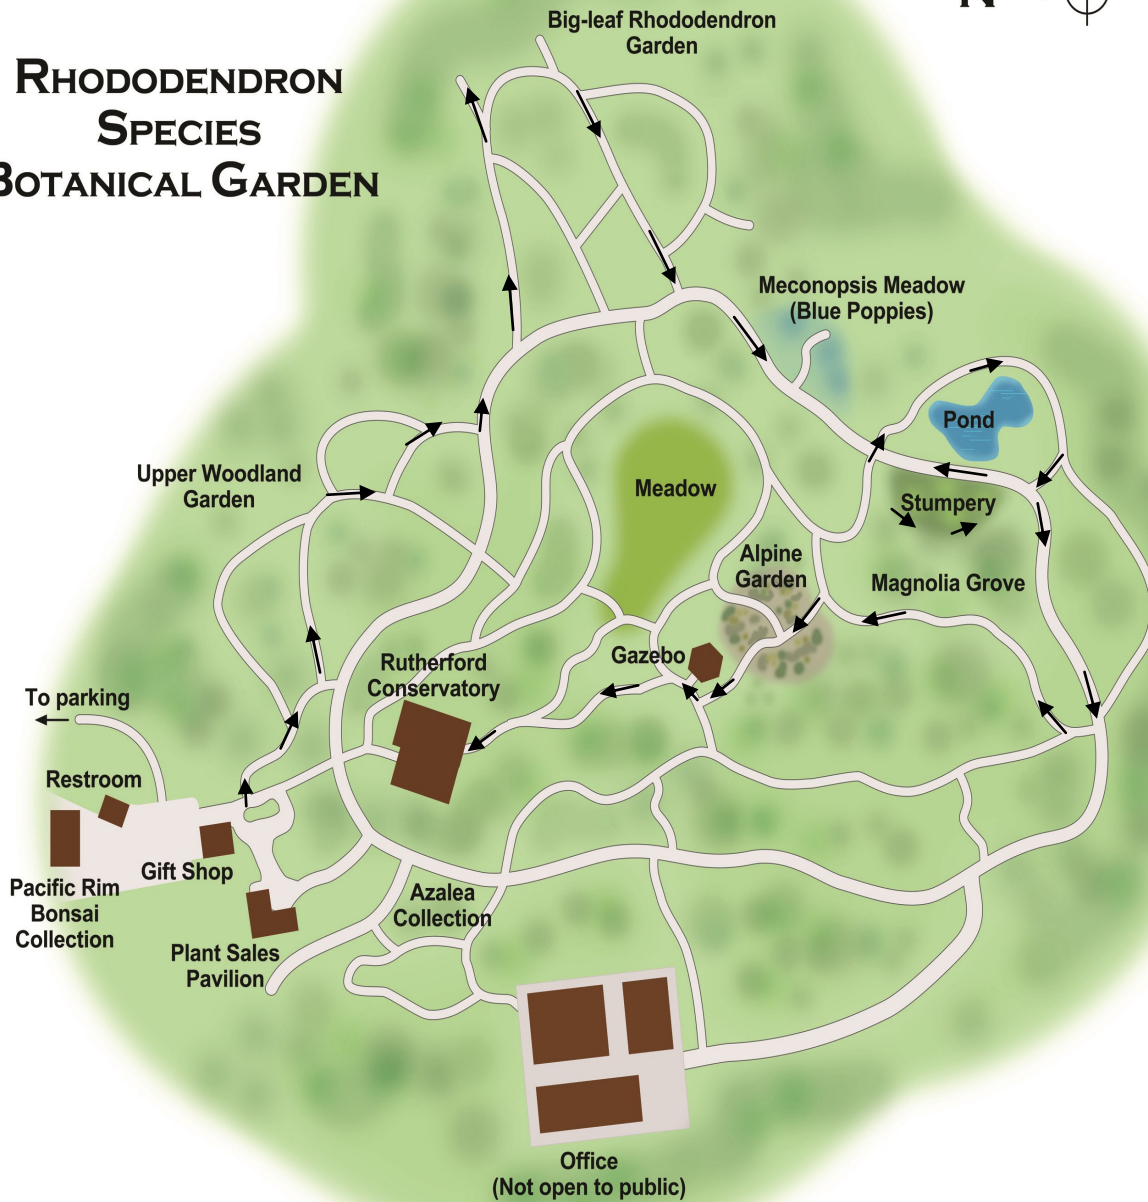 N
Big-leaf Rhododendron
Garden
RHODODENDRON
SPECIES
BOTANICAL GARDEN
Meconopsis Meadow
(Blue Poppies)
Pond
Upper Woodland
Garden
Meadow
Stumpery
Alpine
Garden
Magnolia Grove
Gazebo
Rutherford
Conservatory
To parking
Restroom
Gift Shop
Pacific Rim
Bonsai
Collection
Azalea
Collection
Plant Sales
Pavilion
Office
(Not open to public)